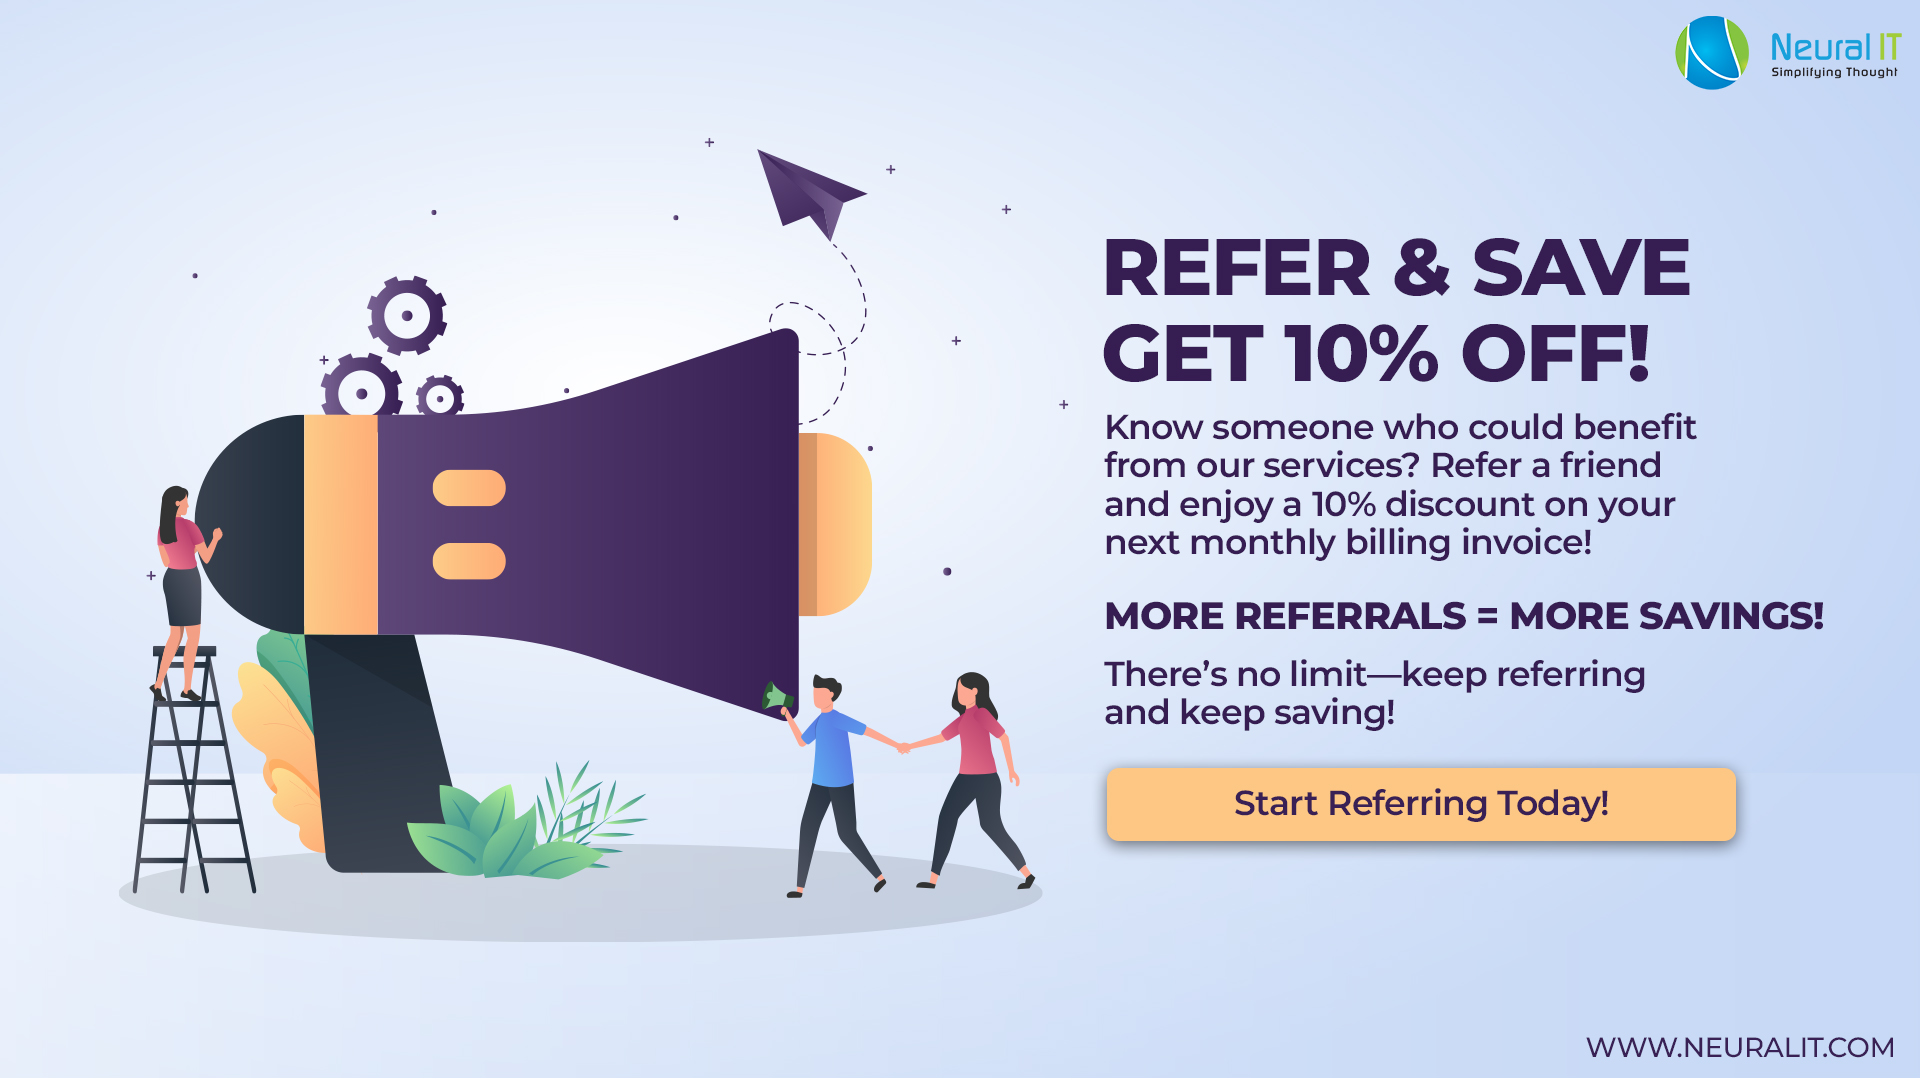 Neural IT
Simplifying Thought
REFER & SAVE
GET 10% OFF!
Know someone who could benefit
from our services? Refer a friend
and enjoy a 10% discount on your
next monthly billing invoice!
MORE REFERRALS = MORE SAVINGS!
There’s no limit—keep referring
and keep saving!
Start Referring Today!
WWW.NEURALIT.COM